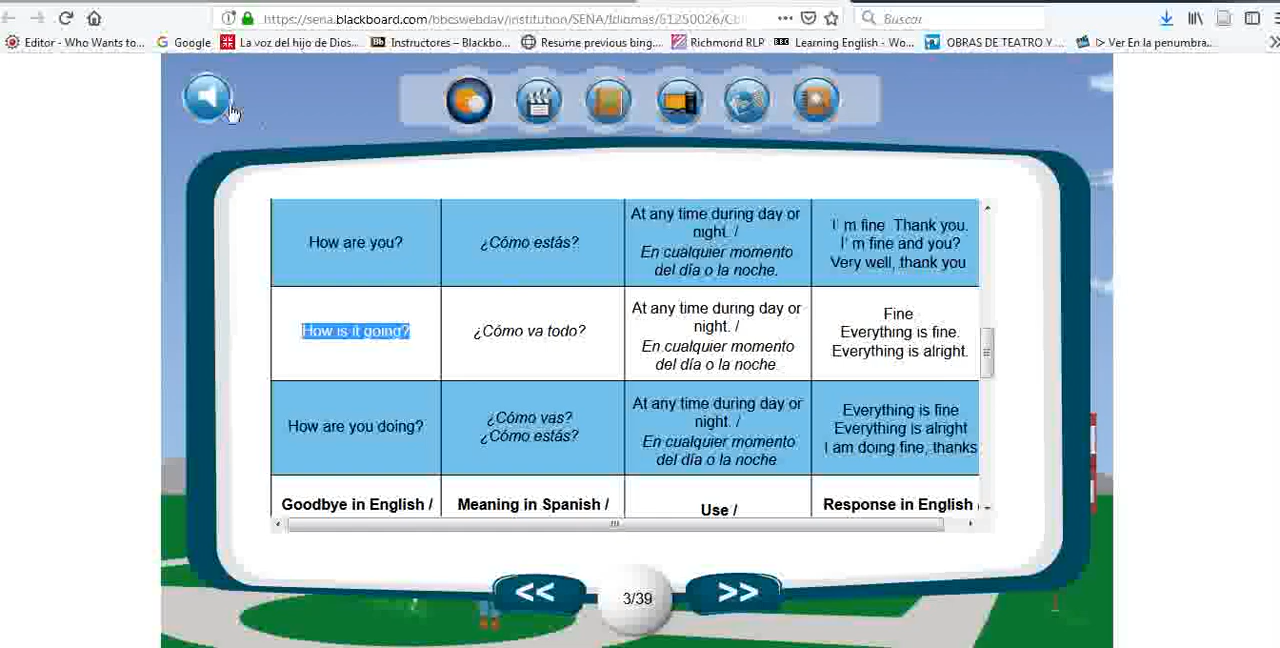 https://sena.blackboard.com/bbcswebdav/institution/SENA/Idiomas/61250026/Cbl
Buscar
Editor - Who Wants to...
Google
La voz del hijo de Dios...
Bb Instructores – Blackbo...
Resume previous bing...
Richmond RLP
BBC Learning English - Wo...
OBRAS DE TEATRO Y ...
▷ Ver En la penumbra...
How are you?
¿Cómo estás?
At any time during day or
night. /
En cualquier momento
del día o la noche.
I´ m fine Thank you.
I' m fine and you?
Very well, thank you
How is it going?
¿Cómo va todo?
At any time during day or
night. /
En cualquier momento
del día o la noche
Fine
Everything is fine.
Everything is alright.
How are you doing?
¿Cómo vas?
¿Cómo estás?
At any time during day or
night. /
En cualquier momento
del día o la noche
Everything is fine
Everything is alright
I am doing fine, thanks
Goodbye in English /
Meaning in Spanish /
Use /
Response in English
<<
3/39
>>